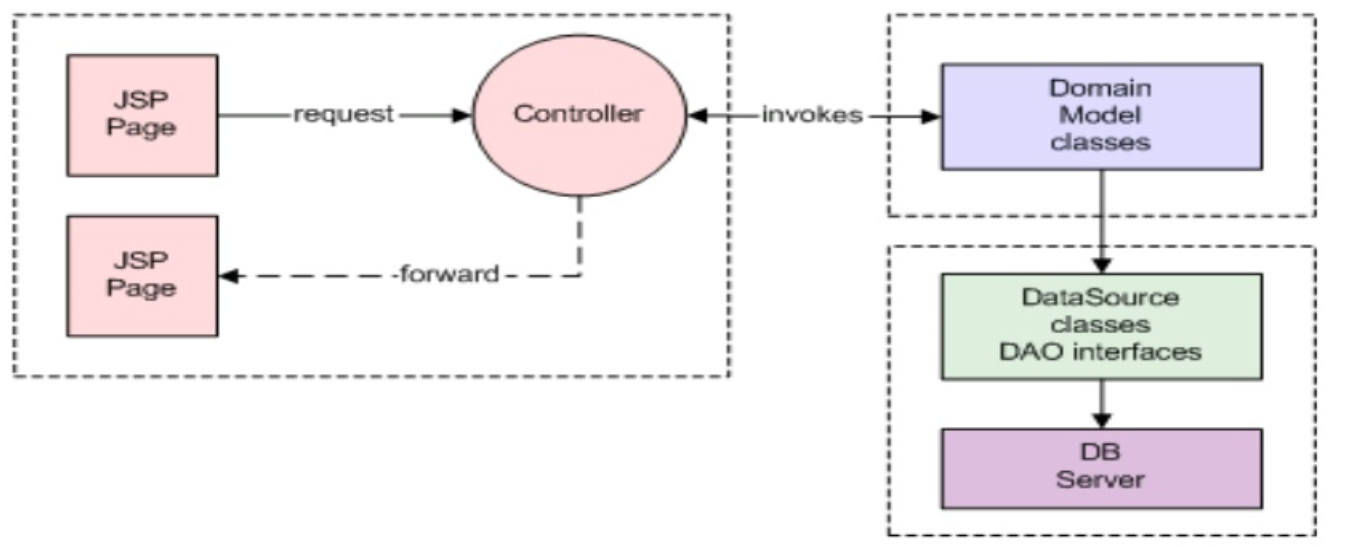 JSP
Page
request
Controller
invokes
Domain
Model
classes
JSP
Page
forward
DataSource
classes
DAO interfaces
DB
Server